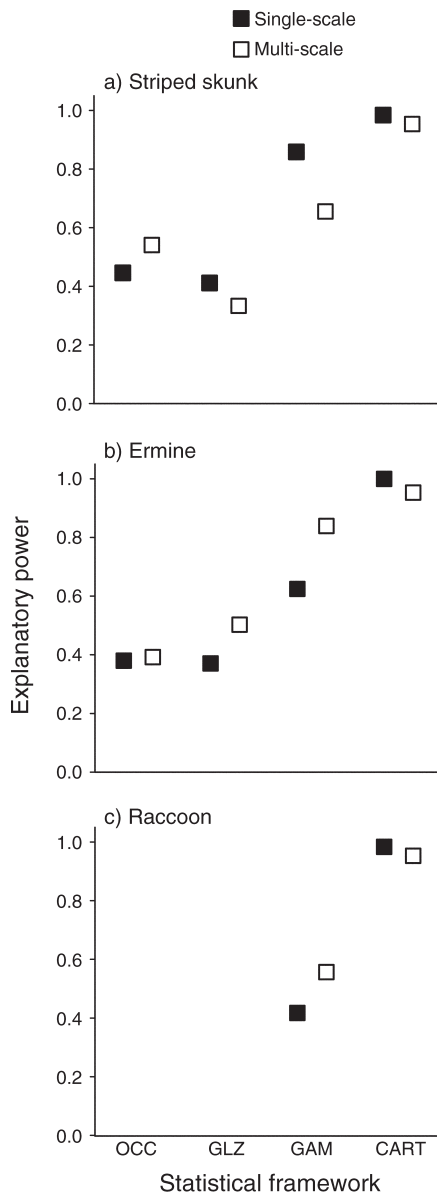 Single-scale
Multi-scale
a) Striped skunk
1.0
0.8
0.6
0.4
0.2
0.0
b) Ermine
1.0
0.8
0.6
0.4
0.2
0.0
Explanatory power
c) Raccoon
1.0
0.8
0.6
0.4
0.2
0.0
OCC GLZ GAM CART
Statistical framework